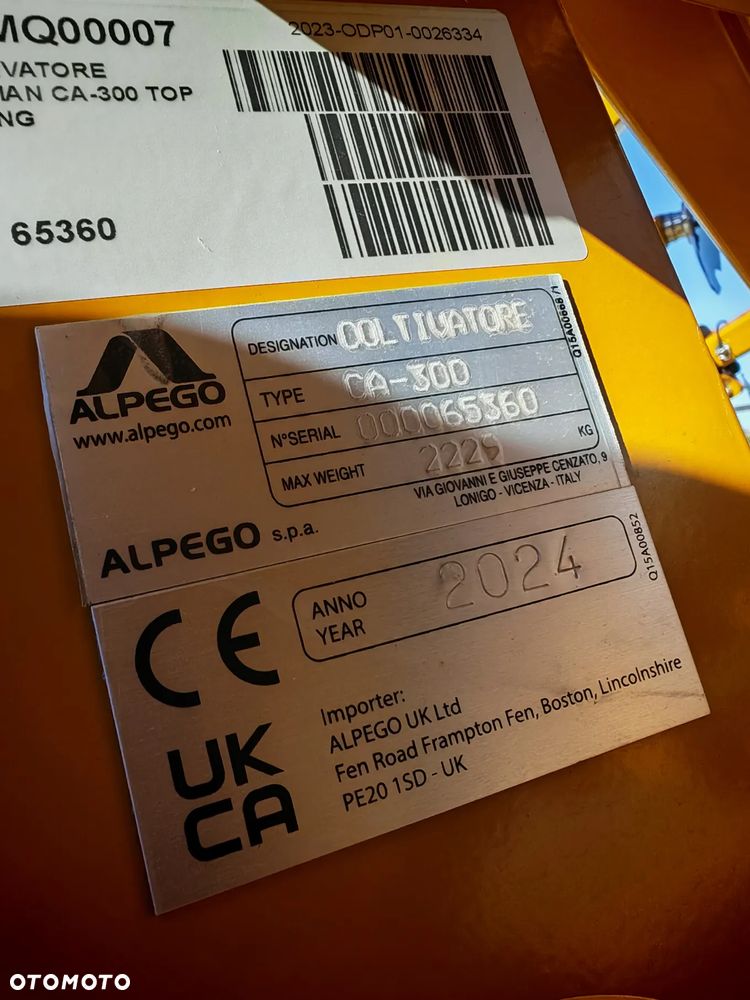 MQ00007
2023-ODP01-0026334
VATORE
MAN CA-300 TOP
NG
65360
ALPEGO
www.alpego.com
DESIGNATION COLTIVATORE
TYPE CA-300
N°SERIAL 000065360
MAX WEIGHT 2229 KG
Q15A00668 /1
VIA GIOVANNI E GIUSEPPE CENZATO, 9
LONIGO - VICENZA - ITALY
ALPEGO s.p.a.
CE
ANNO
YEAR 2024
Q15A00852
UK
CA
Importer:
ALPEGO UK Ltd
Fen Road Frampton Fen, Boston, Lincolnshire
PE20 1SD - UK
OTOMOTO